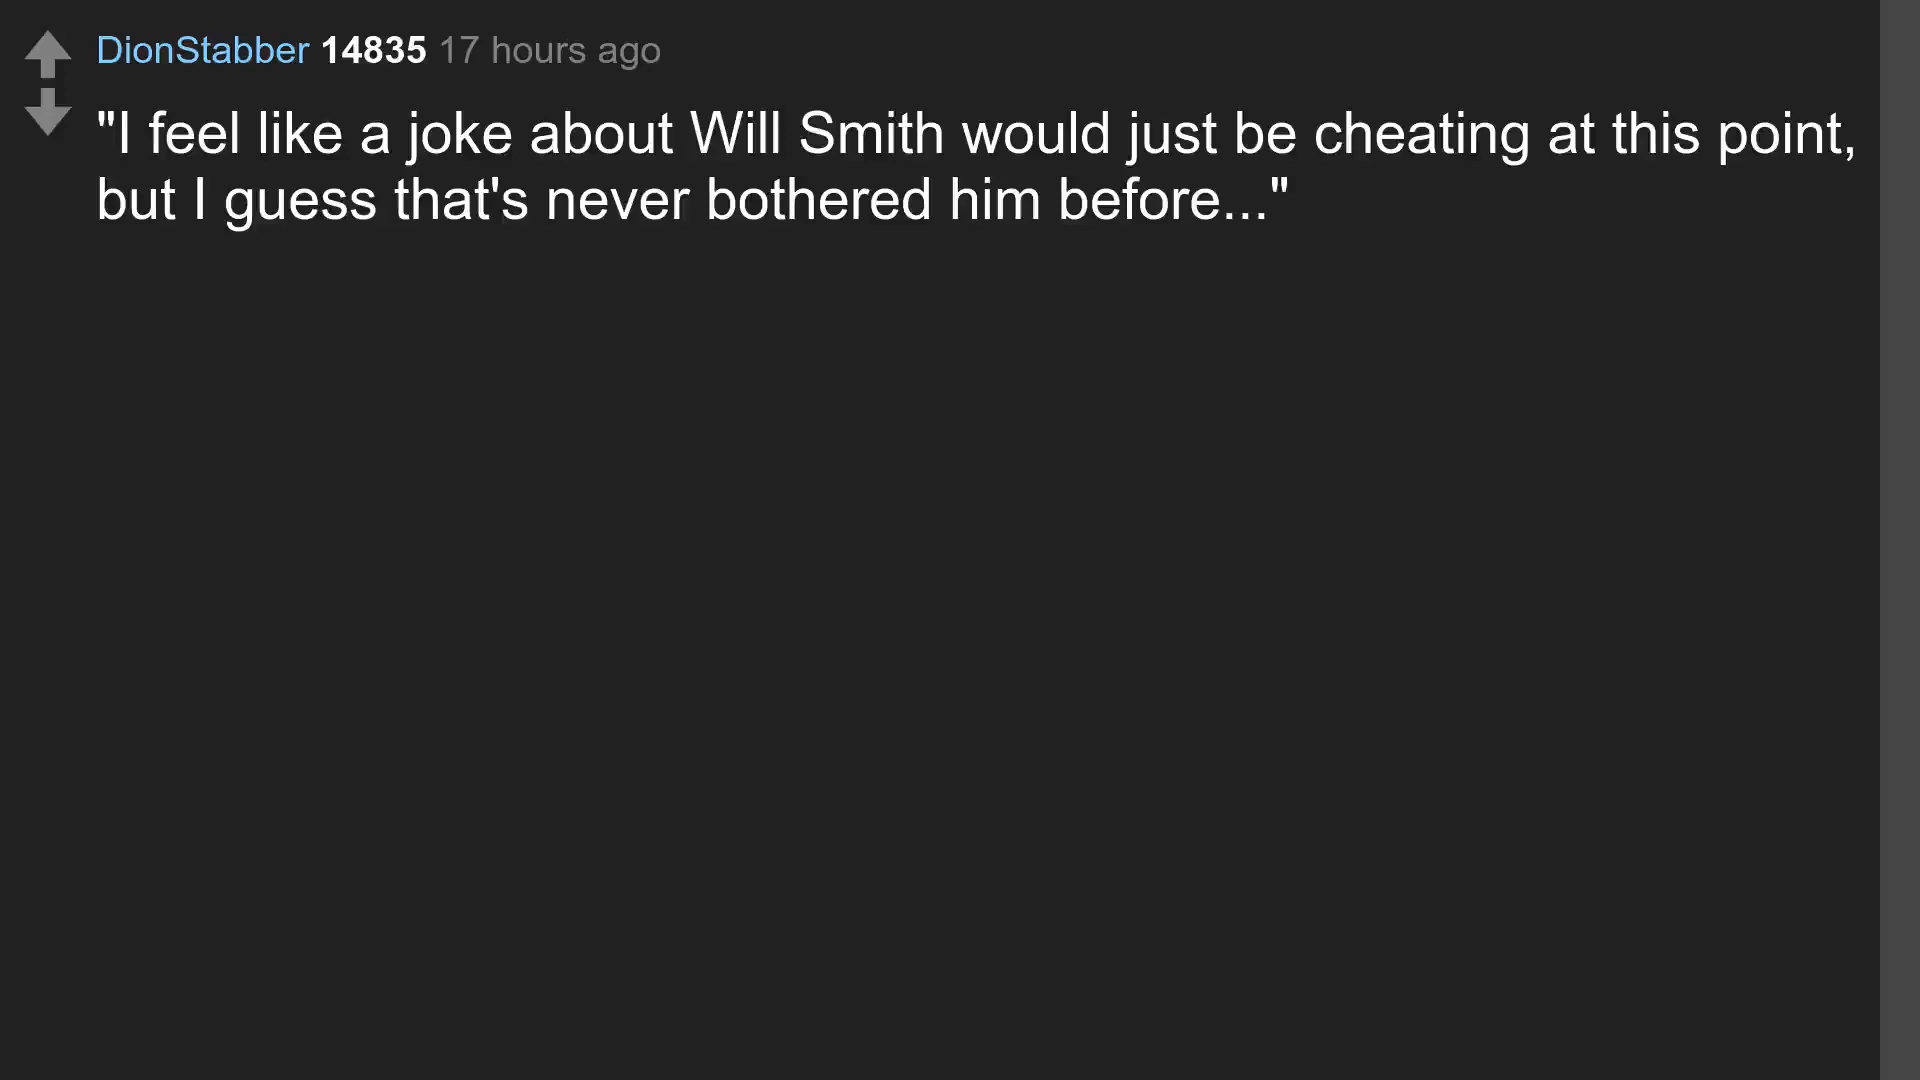 DionStabber 14835 17 hours ago
"I feel like a joke about Will Smith would just be cheating at this point,
but I guess that's never bothered him before..."